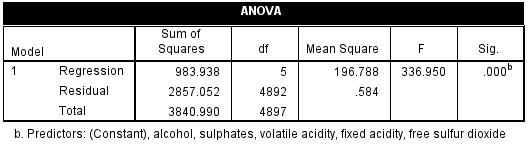 ANOVA
Model Sum of Squares df Mean Square F Sig.
1 Regression 983.938 5 196.788 336.950 .000b
Residual 2857.052 4892 .584
Total 3840.990 4897
b. Predictors: (Constant), alcohol, sulphates, volatile acidity, fixed acidity, free sulfur dioxide